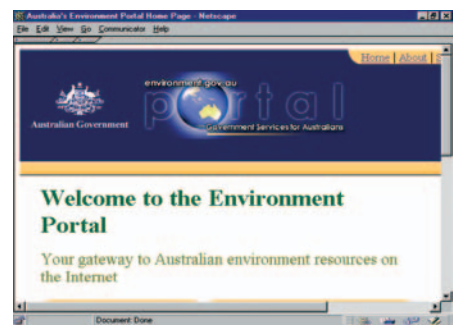 Australia's Environment Portal Home Page - Netscape
File Edit View Go Communicator Help
Home | About |
environment.gov.au
portal
Australian Government
Government Services for Australians
Welcome to the Environment
Portal
Your gateway to Australian environment resources on
the Internet
Document Done